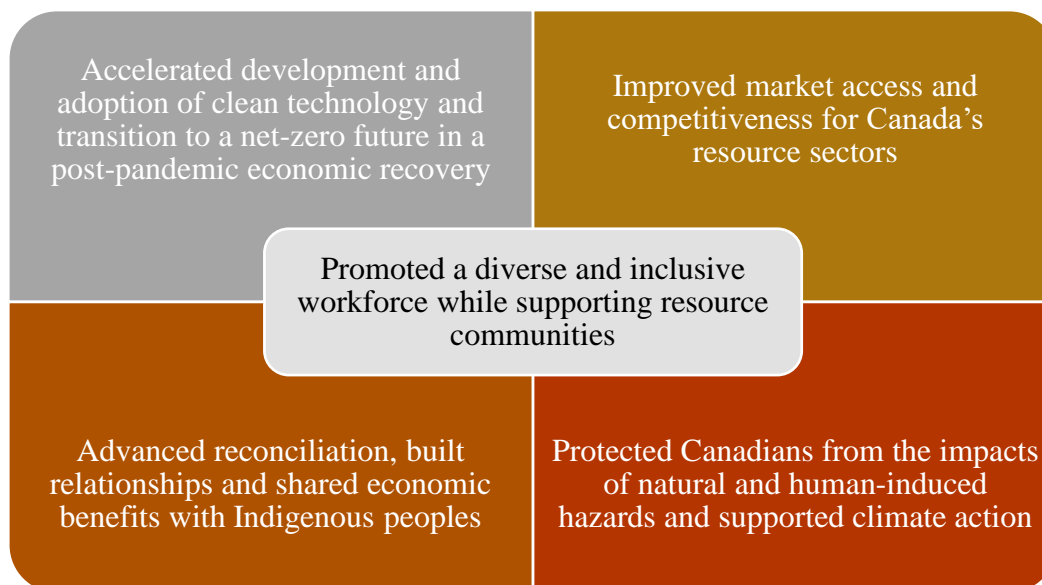 Accelerated development and
adoption of clean technology and
transition to a net-zero future in a
post-pandemic economic recovery
Improved market access and
competitiveness for Canada’s
resource sectors
Promoted a diverse and inclusive
workforce while supporting resource
communities
Advanced reconciliation, built
relationships and shared economic
benefits with Indigenous peoples
Protected Canadians from the impacts
of natural and human-induced
hazards and supported climate action